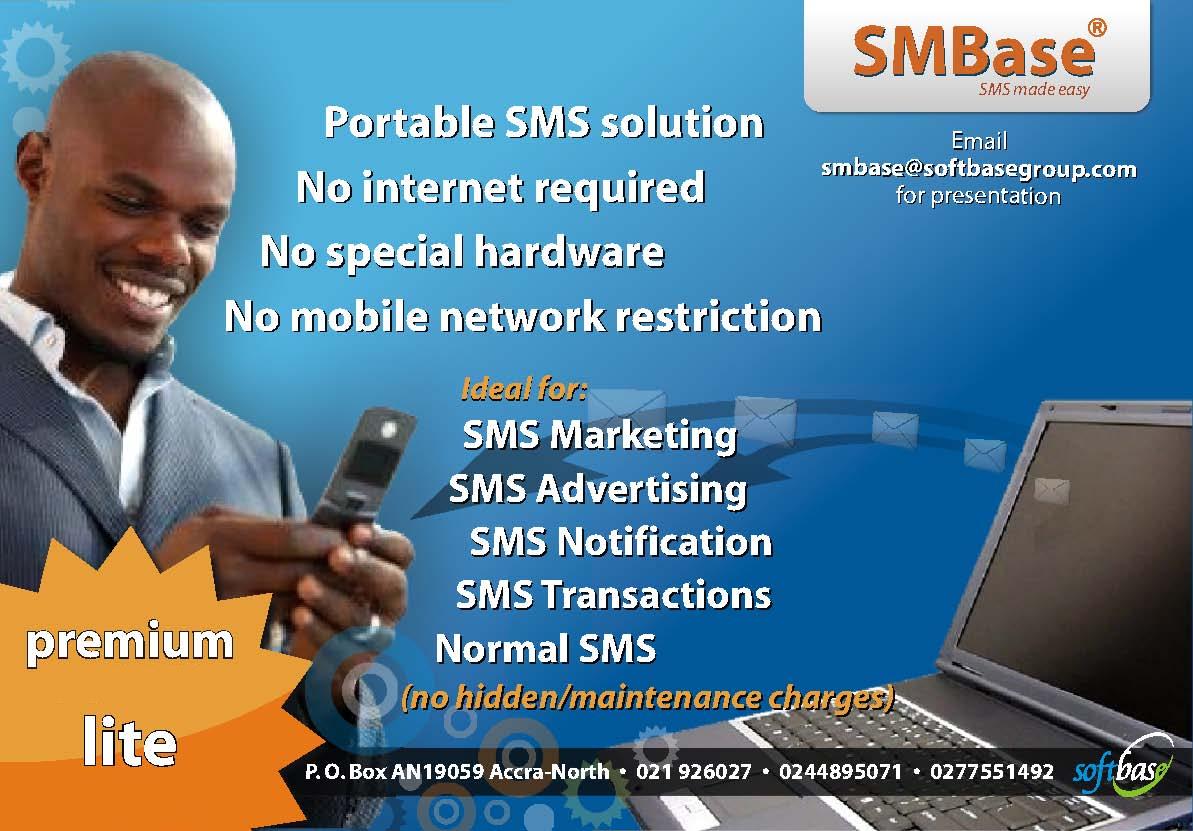 SMBase®
SMS made easy
Email
smbase@softbasegroup.com
for presentation
Portable SMS solution
No internet required
No special hardware
No mobile network restriction
Ideal for:
SMS Marketing
SMS Advertising
SMS Notification
SMS Transactions
Normal SMS
(no hidden/maintenance charges)
premium
lite
P. O. Box AN19059 Accra-North • 021 926027 • 0244895071 • 0277551492
softbase